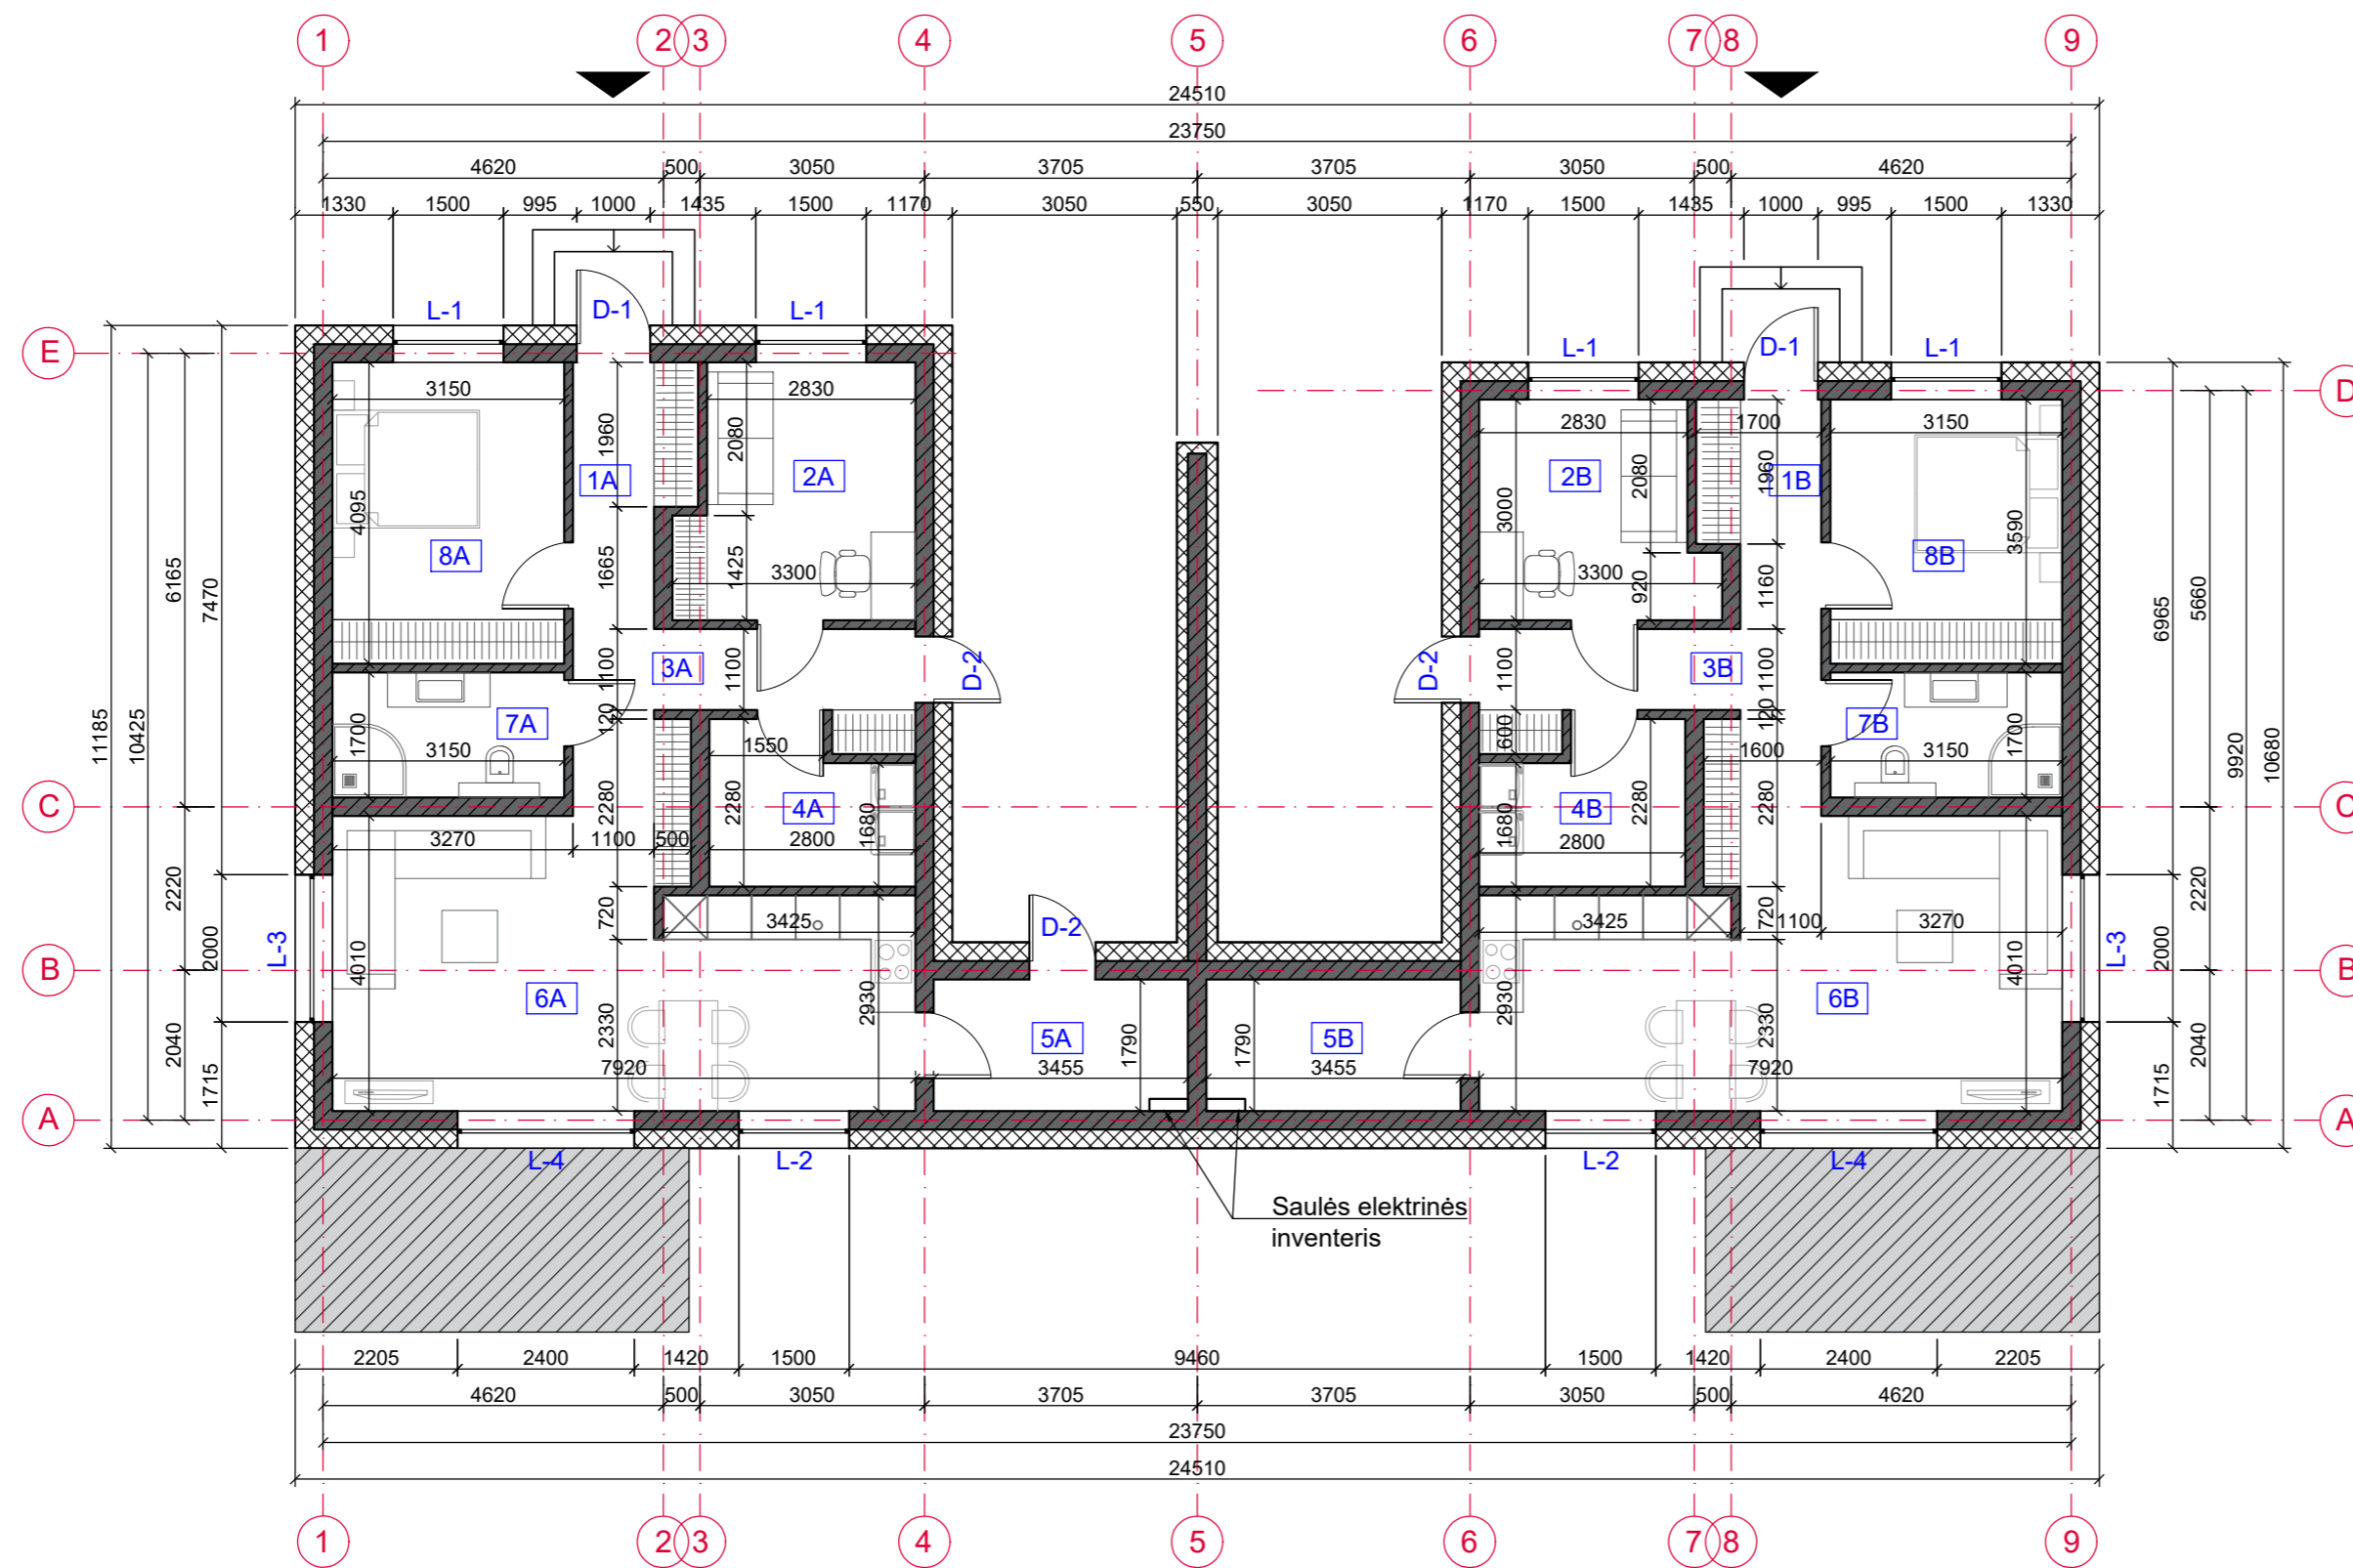 1 2 3 4 5 6 7 8 9
24510
23750
4620 500 3050 3705 3705 3050 500 4620
1330 1500 995 1000 1435 1500 1170 3050 550 3050 1170 1500 1435 1000 995 1500 1330
L-1 D-1 L-1 L-1 D-1 L-1
E
D
3150 2830
2830 1700 3150
1960 2080 2080 1960
1A 2A 2B 1B
4095 3000 3590
8A 8B
1665 1425 3300 3300 920 1160
11185 10425 6165 7470
6965 5660 9920 10680
3A 3B
1100 1100 D-2 D-2 1100 1100
7A 7B
1700 120 1550 600 120 1700
3150 1600 3150
C 4A 4B C
2280 2280 1680 1680 2280 2280
3270 1100 500 2800 2800
2220 720 3425 D-2 3425 720 1100 3270 2220
L-3 2000 4010 4010 2000 L-3
B B
6A 2930 2930 6B
2330 5A 5B 2330
2040 1790 1790 2040
7920 3455 3455 7920
1715 1715
A A
L-4 L-2 L-2 L-4
Saulės elektrinės
inventeris
2205 2400 1420 1500 9460 1500 1420 2400 2205
4620 500 3050 3705 3705 3050 500 4620
23750
24510
1 2 3 4 5 6 7 8 9